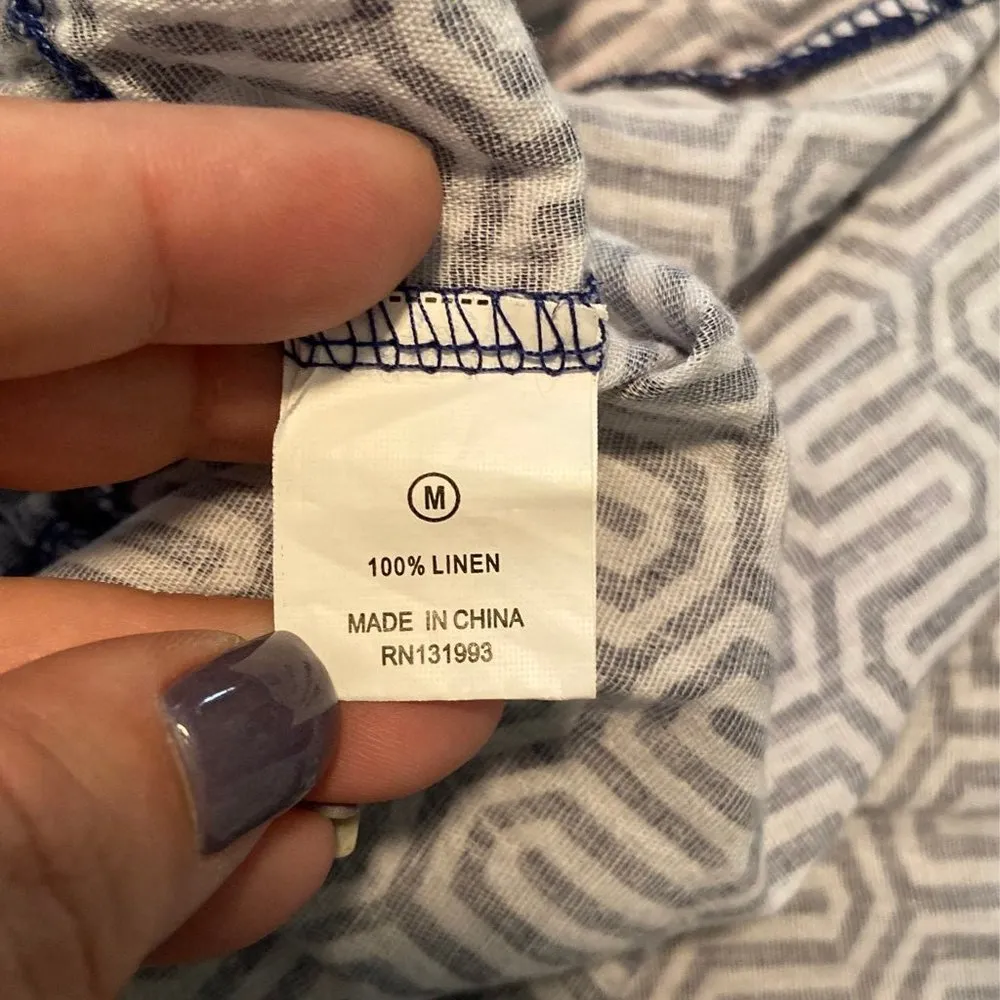 M
100% LINEN
MADE IN CHINA
RN131993